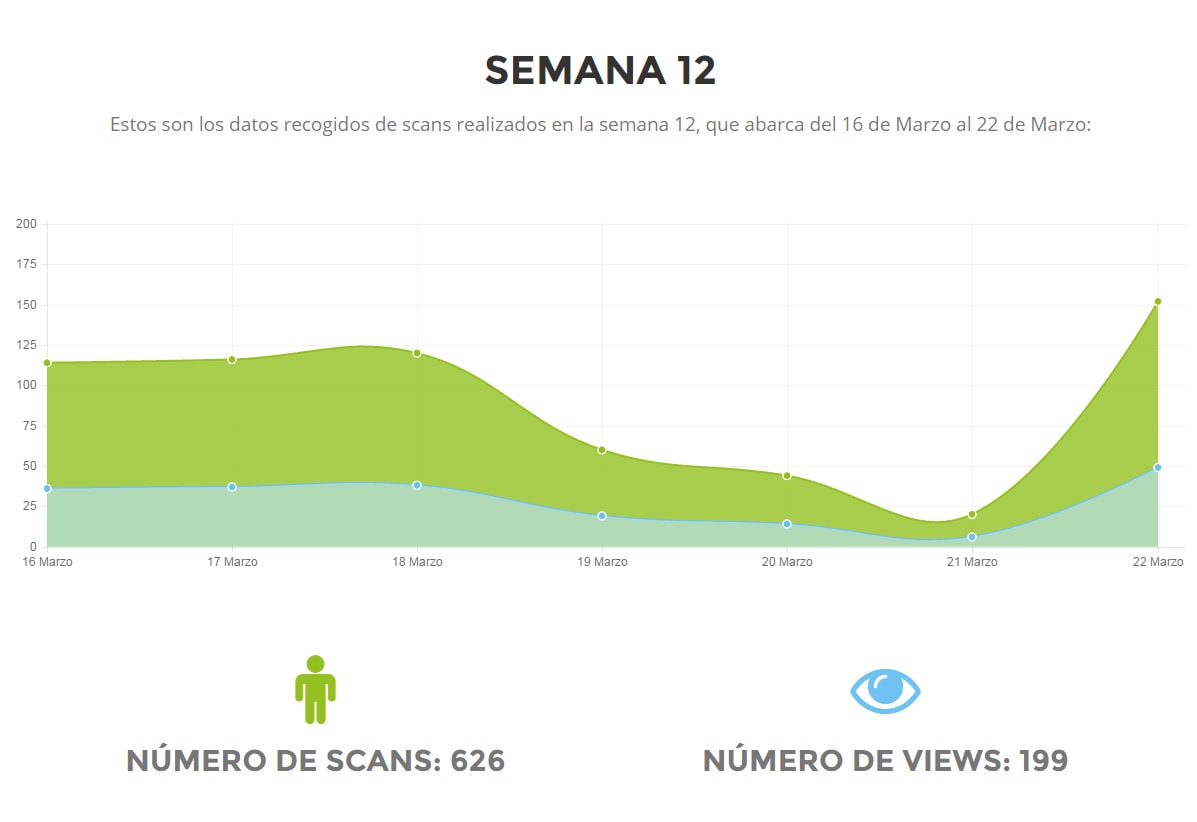 SEMANA 12
Estos son los datos recogidos de scans realizados en la semana 12, que abarca del 16 de Marzo al 22 de Marzo:
200
175
150
125
100
75
50
25
0
16 Marzo 17 Marzo 18 Marzo 19 Marzo 20 Marzo 21 Marzo 22 Marzo
NÚMERO DE SCANS: 626 NÚMERO DE VIEWS: 199